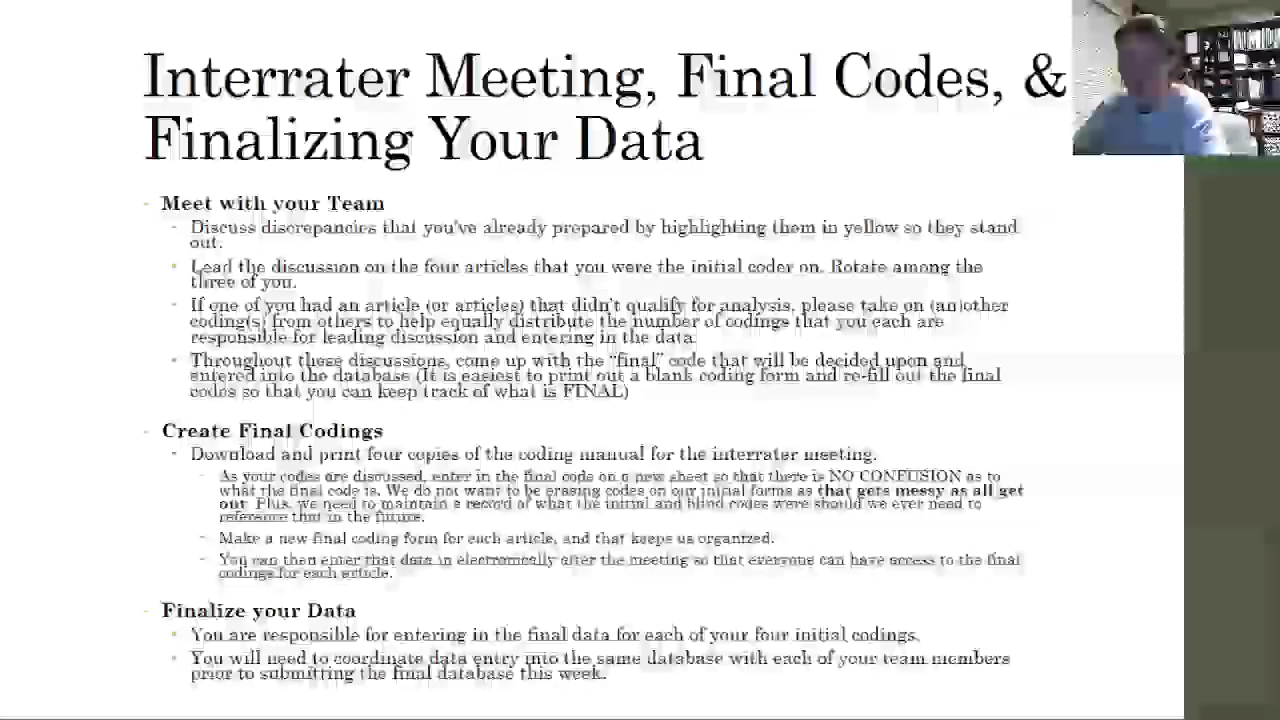 Interrater Meeting, Final Codes, &
Finalizing Your Data
- Meet with your Team
- Discuss discrepancies that you've already prepared by highlighting them in yellow so they stand
out.
- Lead the discussion on the four articles that you were the initial coder on. Rotate among the
three of you.
- If one of you had an article (or articles) that didn't qualify for analysis, please take on (an)other
coding(s) from others to help equally distribute the number of codings that you each are
responsible for leading discussion and entering in the data.
- Throughout these discussions, come up with the "final" code that will be decided upon and
entered into the database (It is easiest to print out a blank coding form and re-fill out the final
codes so that you can keep track of what is FINAL)
- Create Final Codings
- Download and print four copies of the coding manual for the interrater meeting.
- As your codes are discussed, enter in the final code on a new sheet so that there is NO CONFUSION as to
what the final code is. We do not want to be erasing codes on our initial forms as that gets messy as all get
out. Plus, we need to maintain a record of what the initial and blind codes were should we ever need to
reference that in the future.
- Make a new final coding form for each article, and that keeps us organized.
- You can then enter that data in electronically after the meeting so that everyone can have access to the final
codings for each article.
- Finalize your Data
- You are responsible for entering in the final data for each of your four initial codings.
- You will need to coordinate data entry into the same database with each of your team members
prior to submitting the final database this week.